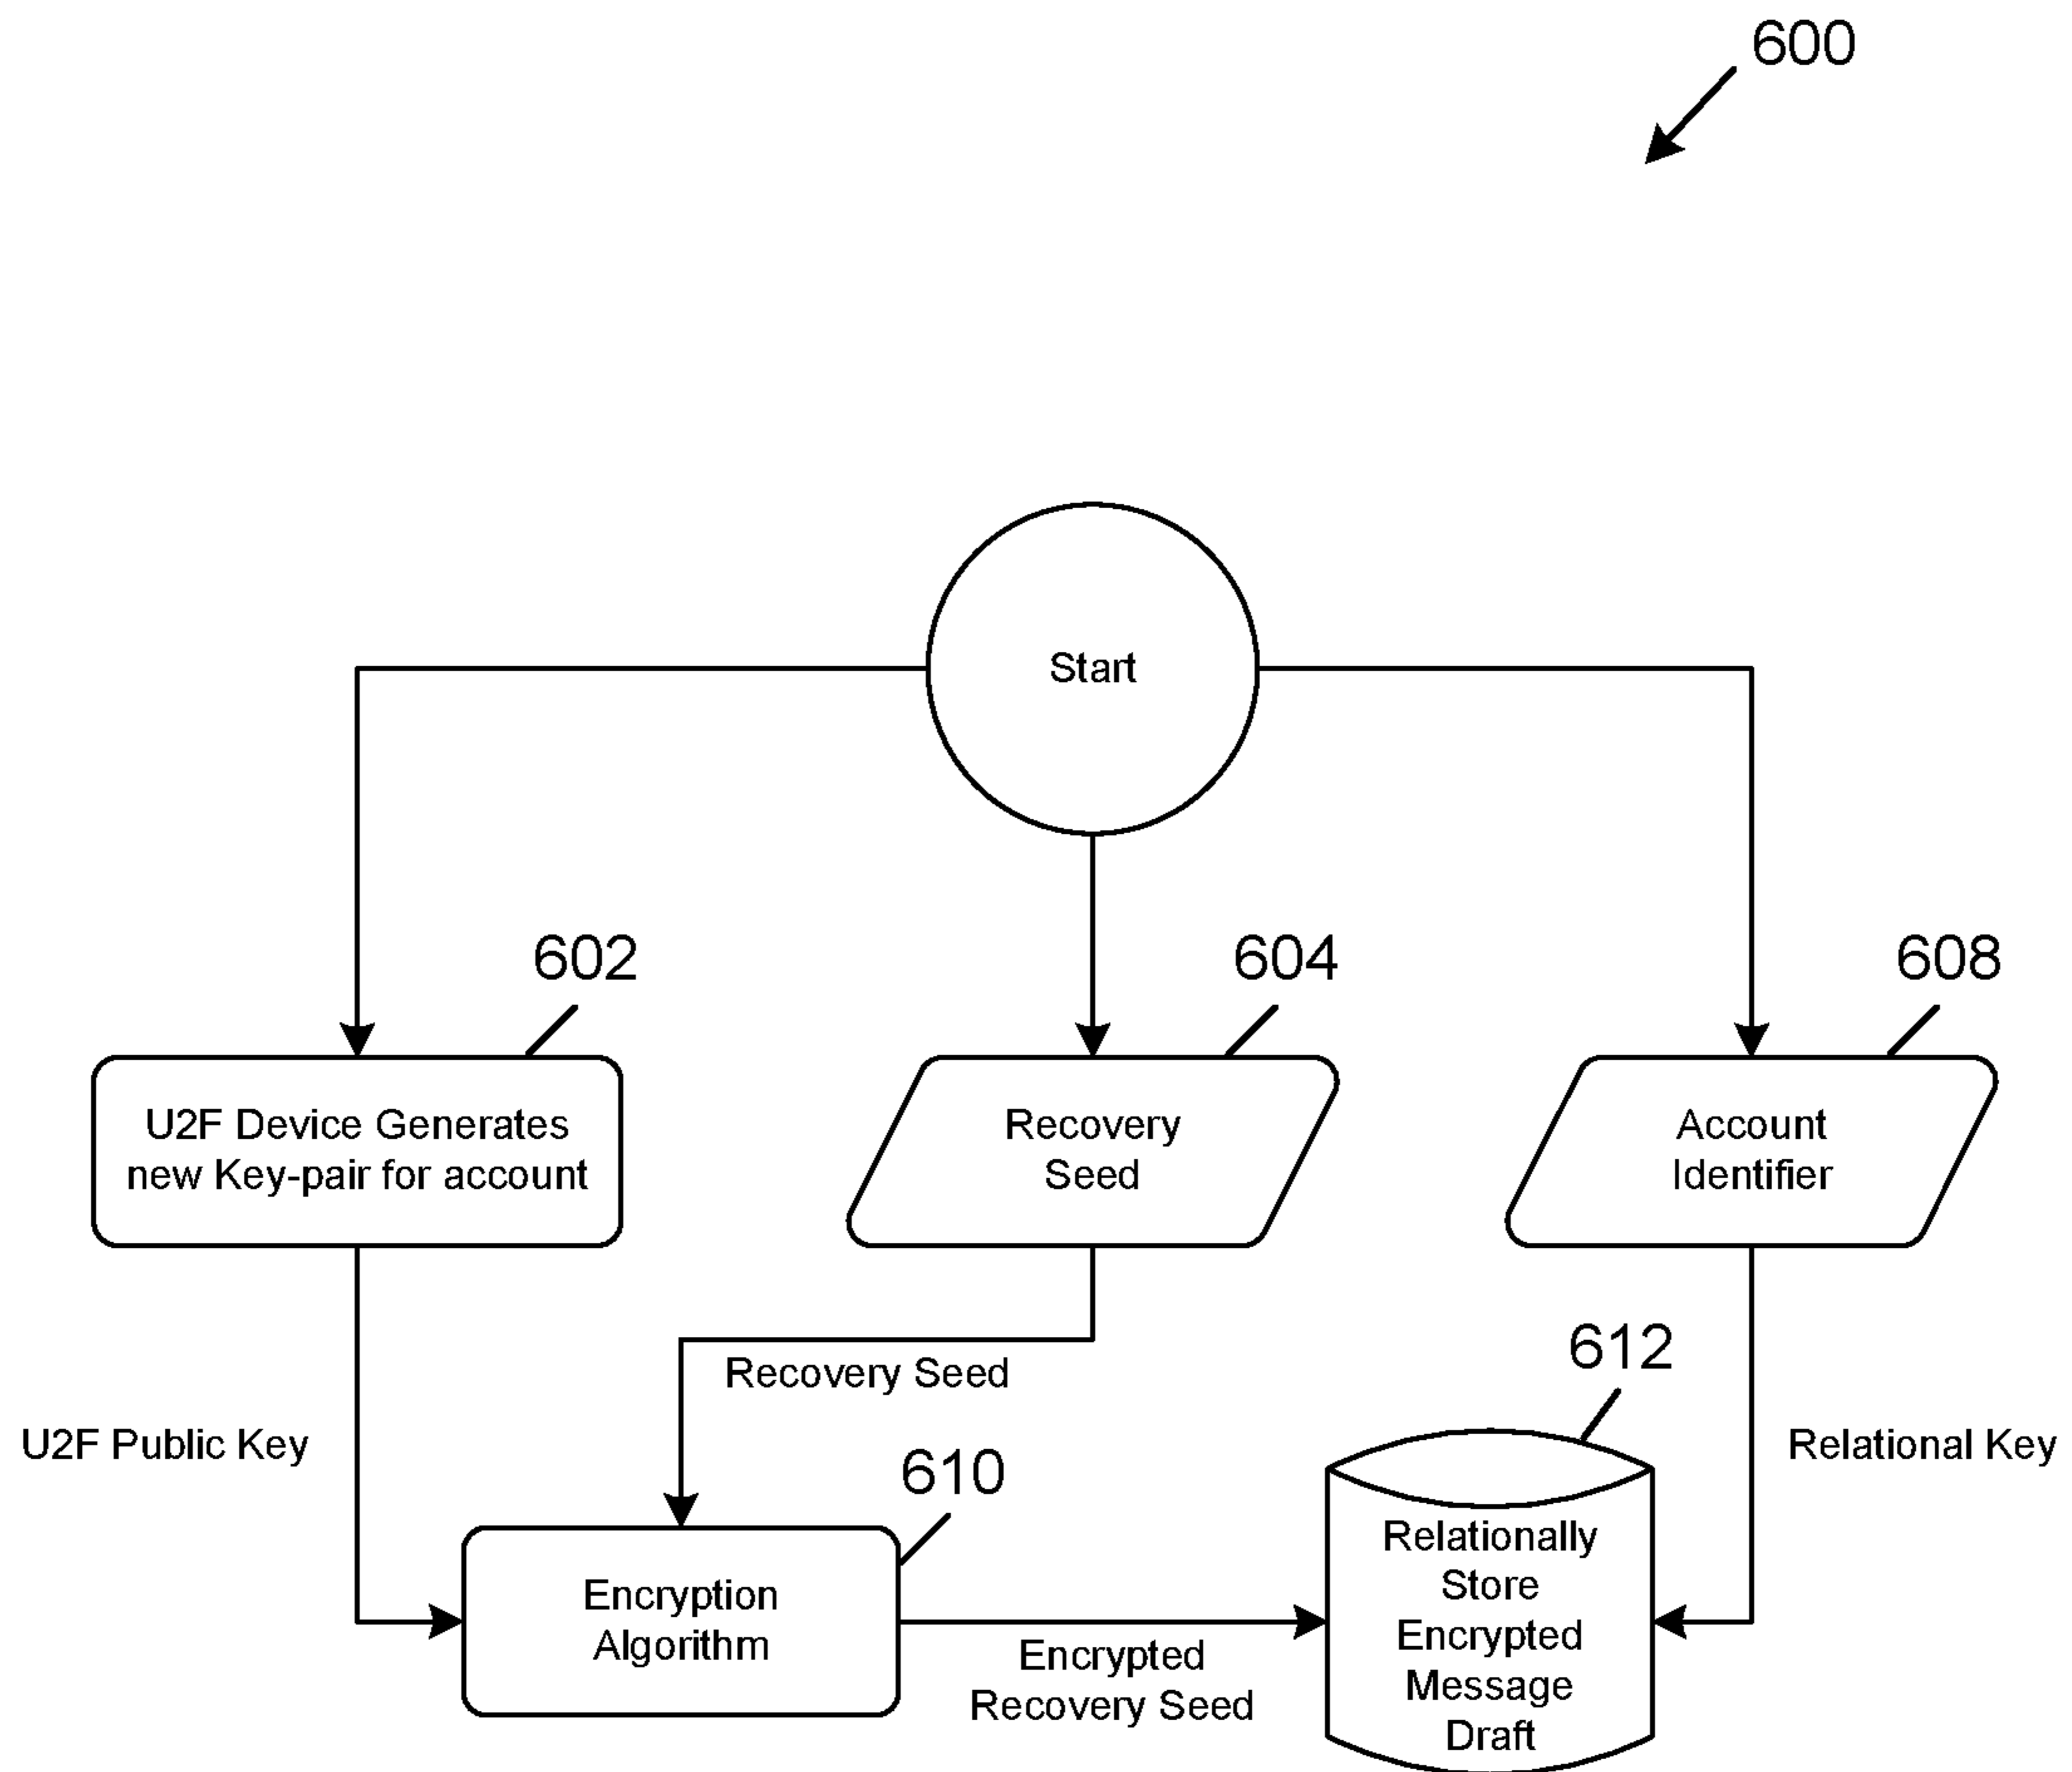 600
Start
602
604
608
U2F Device Generates
new Key-pair for account
Recovery
Seed
Account
Identifier
612
Recovery Seed
U2F Public Key
Relational Key
610
Relationally
Store
Encrypted
Message
Draft
Encryption
Algorithm
Encrypted
Recovery Seed